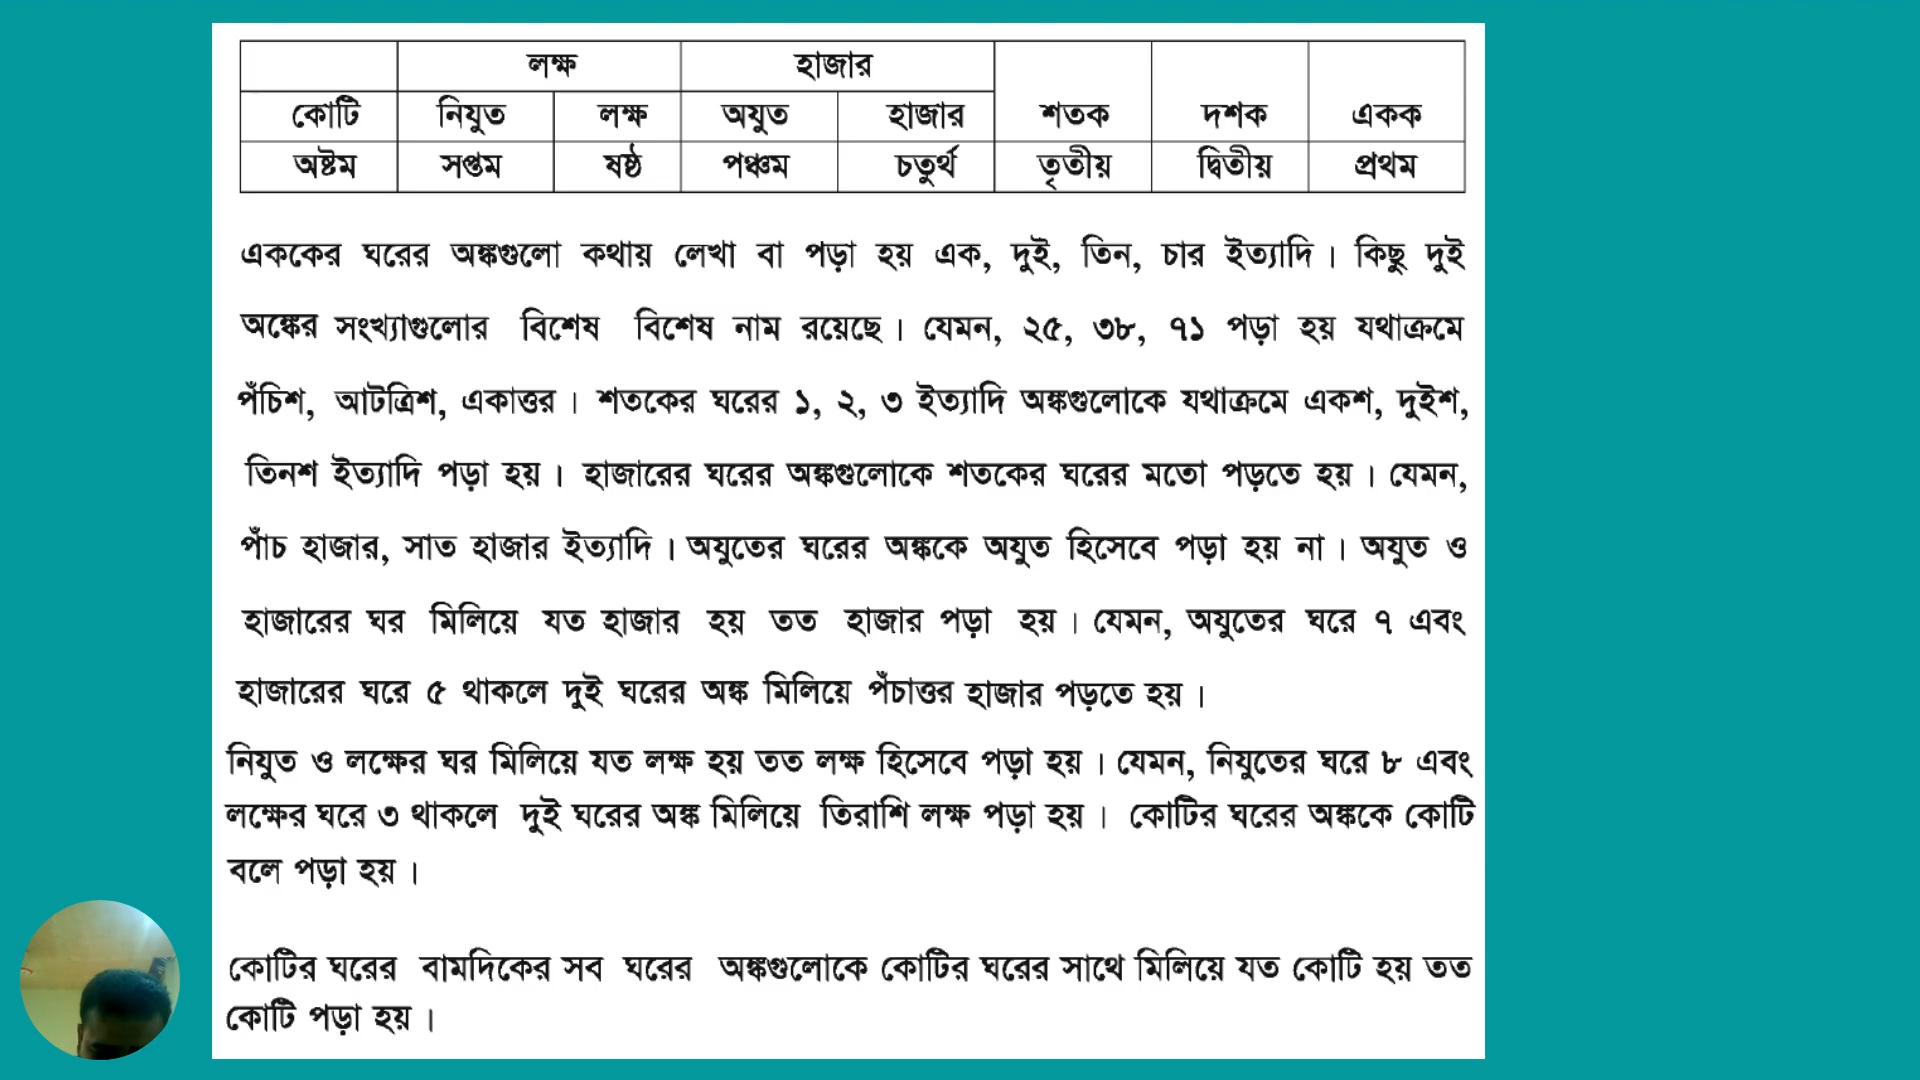 লক্ষ হাজার
কোটি নিযুত লক্ষ অযুত হাজার শতক দশক একক
অষ্টম সপ্তম ষষ্ঠ পঞ্চম চতুর্থ তৃতীয় দ্বিতীয় প্রথম
এককের ঘরের অঙ্কগুলো কথায় লেখা বা পড়া হয় এক, দুই, তিন, চার ইত্যাদি। কিছু দুই
অঙ্কের সংখ্যাগুলোর বিশেষ বিশেষ নাম রয়েছে। যেমন, ২৫, ৩৮, ৭১ পড়া হয় যথাক্রমে
পঁচিশ, আটত্রিশ, একাত্তর। শতকের ঘরের ১, ২, ৩ ইত্যাদি অঙ্কগুলোকে যথাক্রমে একশ, দুইশ,
তিনশ ইত্যাদি পড়া হয়। হাজারের ঘরের অঙ্কগুলোকে শতকের ঘরের মতো পড়তে হয়। যেমন,
পাঁচ হাজার, সাত হাজার ইত্যাদি। অযুতের ঘরের অঙ্ককে অযুত হিসেবে পড়া হয় না। অযুত ও
হাজারের ঘর মিলিয়ে যত হাজার হয় তত হাজার পড়া হয়। যেমন, অযুতের ঘরে ৭ এবং
হাজারের ঘরে ৫ থাকলে দুই ঘরের অঙ্ক মিলিয়ে পঁচাত্তর হাজার পড়তে হয়।
নিযুত ও লক্ষের ঘর মিলিয়ে যত লক্ষ হয় তত লক্ষ হিসেবে পড়া হয়। যেমন, নিযুতের ঘরে ৮ এবং
লক্ষের ঘরে ৩ থাকলে দুই ঘরের অঙ্ক মিলিয়ে তিরাশি লক্ষ পড়া হয়। কোটির ঘরের অঙ্ককে কোটি
বলে পড়া হয়।
কোটির ঘরের বামদিকের সব ঘরের অঙ্কগুলোকে কোটির ঘরের সাথে মিলিয়ে যত কোটি হয় তত
কোটি পড়া হয়।